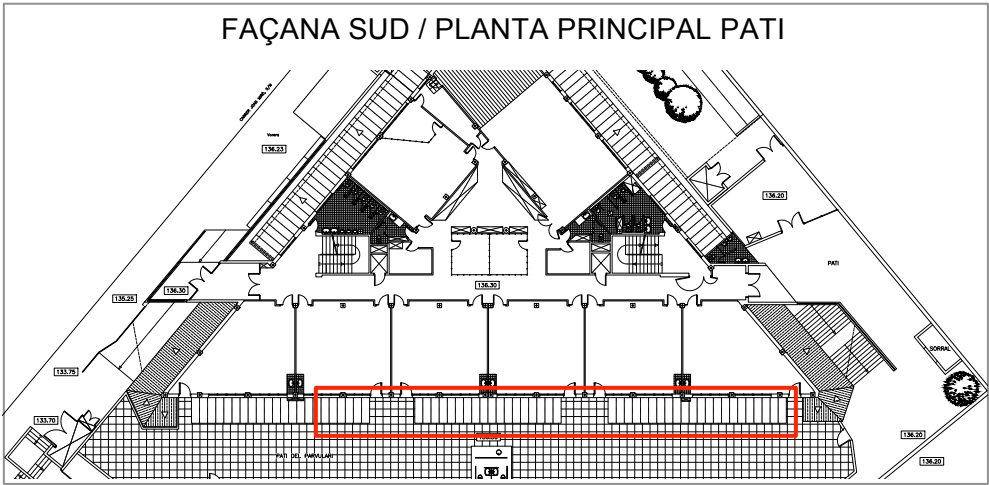 FAÇANA SUD / PLANTA PRINCIPAL PATI
Vorera
136.23
136.20
PATI
136.30
136.30
135.25
SORRAL
133.75
133.70
136.20
PATI DEL PARVULARI
136.20